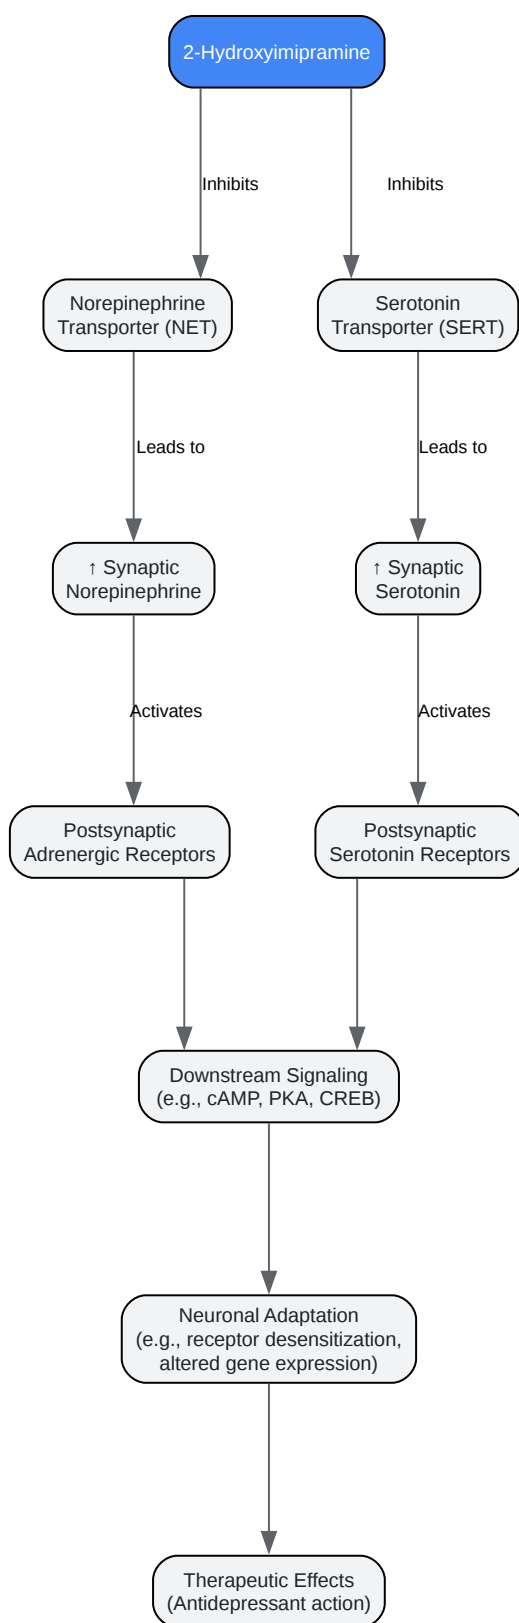 2-Hydroxyimipramine
Inhibits
Inhibits
Norepinephrine
Transporter (NET)
Serotonin
Transporter (SERT)
Leads to
Leads to
↑ Synaptic
Norepinephrine
↑ Synaptic
Serotonin
Activates
Activates
Postsynaptic
Adrenergic Receptors
Postsynaptic
Serotonin Receptors
Downstream Signaling
(e.g., cAMP, PKA, CREB)
Neuronal Adaptation
(e.g., receptor desensitization,
altered gene expression)
Therapeutic Effects
(Antidepressant action)